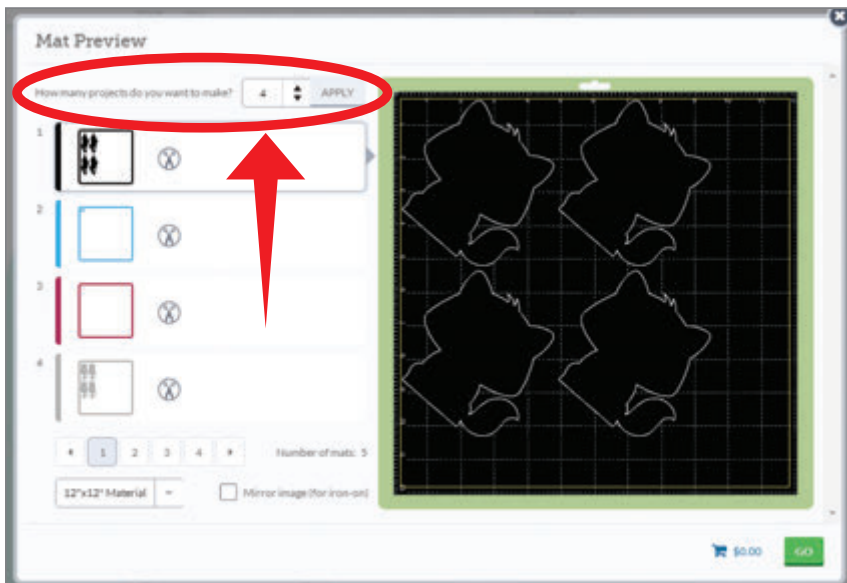 Mat Preview
How many projects do you want to make? 4 APPLY
1
2
3
4
1 2 3 4 Number of mats: 5
12"x12" Material
Mirror image (for iron-on)
$0.00 GO